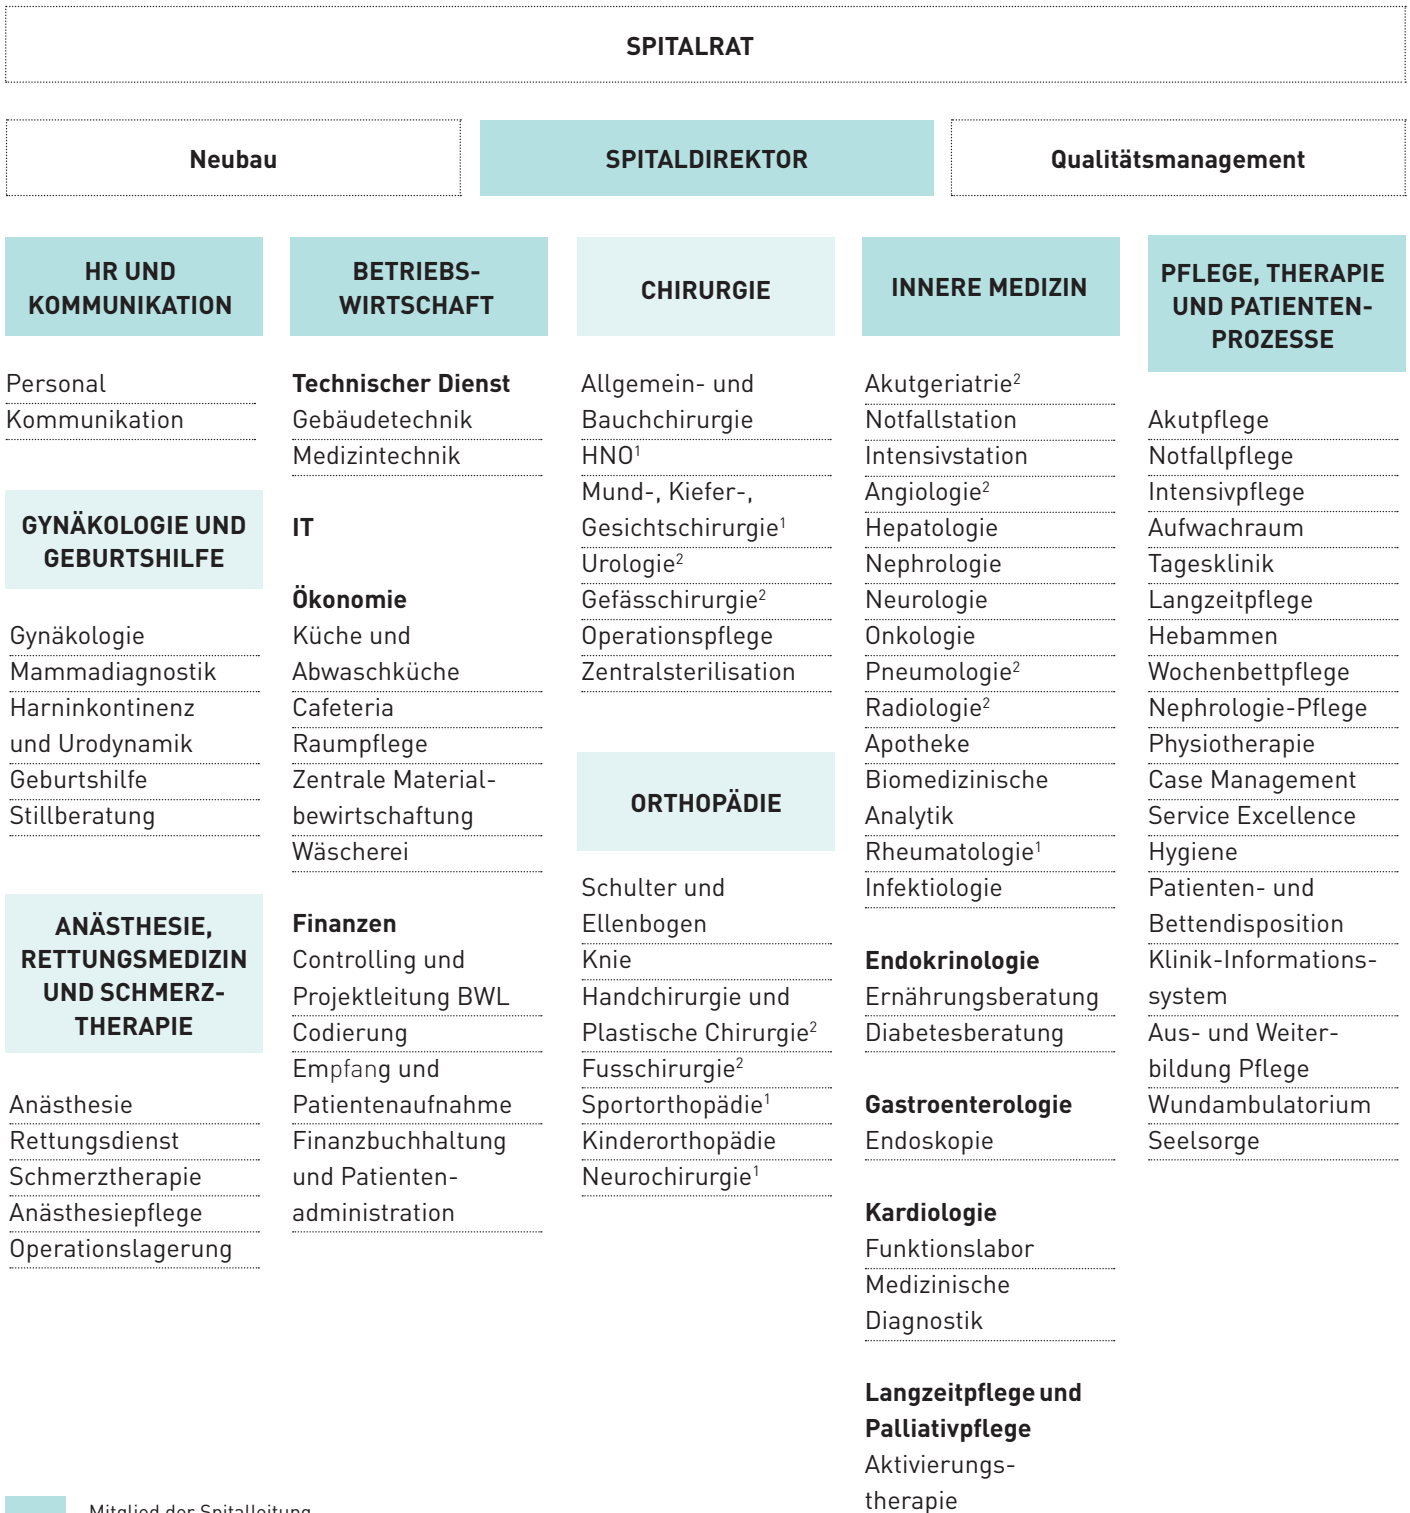 SPITALRAT
Neubau
SPITALDIREKTOR
Qualitätsmanagement
HR UND
KOMMUNIKATION
Personal
Kommunikation
GYNÄKOLOGIE UND
GEBURTSHILFE
Gynäkologie
Mammadiagnostik
Harninkontinenz
und Urodynamik
Geburtshilfe
Stillberatung
ANÄSTHESIE,
RETTUNGSMEDIZIN
UND SCHMERZ-
THERAPIE
Anästhesie
Rettungsdienst
Schmerztherapie
Anästhesiepflege
Operationslagerung
BETRIEBS-
WIRTSCHAFT
Technischer Dienst
Gebäudetechnik
Medizintechnik
IT
Ökonomie
Küche und
Abwaschküche
Cafeteria
Raumpflege
Zentrale Material-
bewirtschaftung
Wäscherei
Finanzen
Controlling und
Projektleitung BWL
Codierung
Empfang und
Patientenaufnahme
Finanzbuchhaltung
und Patienten-
administration
CHIRURGIE
Allgemein- und
Bauchchirurgie
HNO¹
Mund-, Kiefer-,
Gesichtschirurgie¹
Urologie²
Gefässchirurgie²
Operationspflege
Zentralsterilisation
ORTHOPÄDIE
Schulter und
Ellenbogen
Knie
Handchirurgie und
Plastische Chirurgie²
Fusschirurgie²
Sportorthopädie¹
Kinderorthopädie
Neurochirurgie¹
INNERE MEDIZIN
Akutgeriatrie²
Notfallstation
Intensivstation
Angiologie²
Hepatologie
Nephrologie
Neurologie
Onkologie
Pneumologie²
Radiologie²
Apotheke
Biomedizinische
Analytik
Rheumatologie¹
Infektiologie
Endokrinologie
Ernährungsberatung
Diabetesberatung
Gastroenterologie
Endoskopie
Kardiologie
Funktionslabor
Medizinische
Diagnostik
Langzeitpflege und
Palliativpflege
Aktivierungs-
therapie
PFLEGE, THERAPIE
UND PATIENTEN-
PROZESSE
Akutpflege
Notfallpflege
Intensivpflege
Aufwachraum
Tagesklinik
Langzeitpflege
Hebammen
Wochenbettpflege
Nephrologie-Pflege
Physiotherapie
Case Management
Service Excellence
Hygiene
Patienten- und
Bettendisposition
Klinik-Informations-
system
Aus- und Weiter-
bildung Pflege
Wundambulatorium
Seelsorge
Mitglied der Spitalleitung